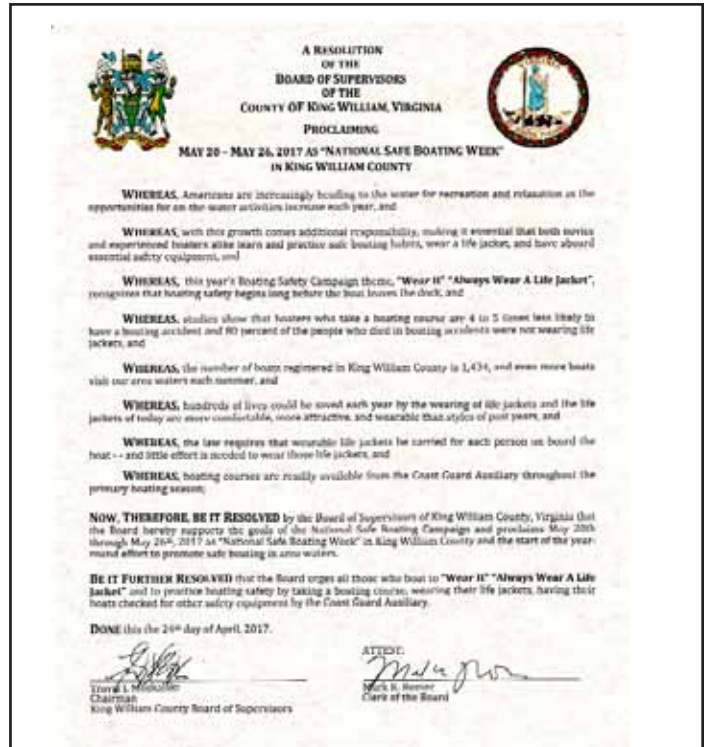 A RESOLUTION
OF THE
BOARD OF SUPERVISORS
OF THE
COUNTY OF KING WILLIAM, VIRGINIA
PROCLAIMING
MAY 20 – MAY 26, 2017 AS "NATIONAL SAFE BOATING WEEK"
IN KING WILLIAM COUNTY
WHEREAS, Americans are increasingly heading to the water for recreation and relaxation as the
opportunities for on-the-water activities increase each year, and
WHEREAS, with this growth comes additional responsibility, making it essential that both novice
and experienced boaters alike learn and practice safe boating habits, wear a life jacket, and have aboard
essential safety equipment, and
WHEREAS, this year's Boating Safety Campaign theme, "Wear It" "Always Wear A Life Jacket",
recognizes that boating safety begins long before the boat leaves the dock, and
WHEREAS, studies show that boaters who take a boating course are 4 to 5 times less likely to
have a boating accident and 80 percent of the people who died in boating accidents were not wearing life
jackets, and
WHEREAS, the number of boats registered in King William County is 1,434, and even more boats
visit our area waters each summer, and
WHEREAS, hundreds of lives could be saved each year by the wearing of life jackets and the life
jackets of today are more comfortable, more attractive, and wearable than styles of past years, and
WHEREAS, the law requires that wearable life jackets be carried for each person on board the
boat - - and little effort is needed to wear those life jackets, and
WHEREAS, boating courses are readily available from the Coast Guard Auxiliary throughout the
primary boating season;
NOW, THEREFORE, BE IT RESOLVED by the Board of Supervisors of King William County, Virginia that
the Board hereby supports the goals of the National Safe Boating Campaign and proclaims May 20th
through May 26th, 2017 as "National Safe Boating Week" in King William County and the start of the year-
round effort to promote safe boating in area waters.
BE IT FURTHER RESOLVED that the Board urges all those who boat to "Wear It" "Always Wear A Life
Jacket" and to practice boating safety by taking a boating course, wearing their life jackets, having their
boats checked for other safety equipment by the Coast Guard Auxiliary.
DONE this the 24th day of April, 2017.
ATTEST:
Chairman
King William County Board of Supervisors
Mark K.
Clerk of the Board